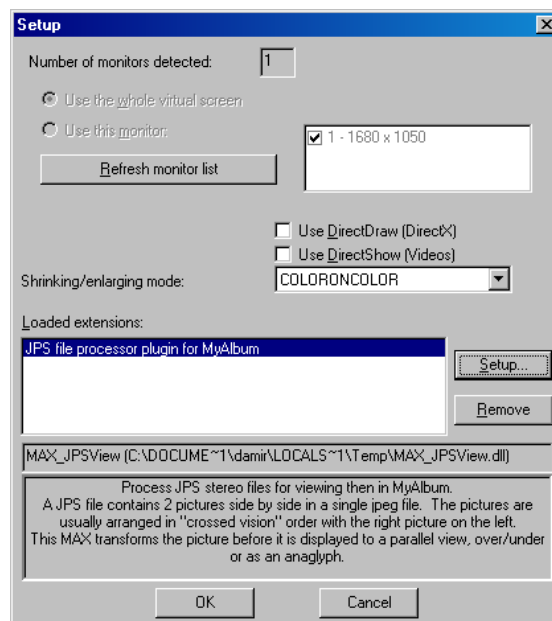 Setup
Number of monitors detected: 1
Use the whole virtual screen
Use this monitor:
1 - 1680 x 1050
Refresh monitor list
Use DirectDraw (DirectX)
Use DirectShow (Videos)
Shrinking/enlarging mode: COLORONCOLOR
Loaded extensions:
JPS file processor plugin for MyAlbum
Setup...
Remove
MAX_JPSView (C:\DOCUME~1\damir\LOCALS~1\Temp\MAX_JPSView.dll)
Process JPS stereo files for viewing then in MyAlbum.
A JPS file contains 2 pictures side by side in a single jpeg file. The pictures are
usually arranged in "crossed vision" order with the right picture on the left.
This MAX transforms the picture before it is displayed to a parallel view, over/under
or as an anaglyph.
OK Cancel